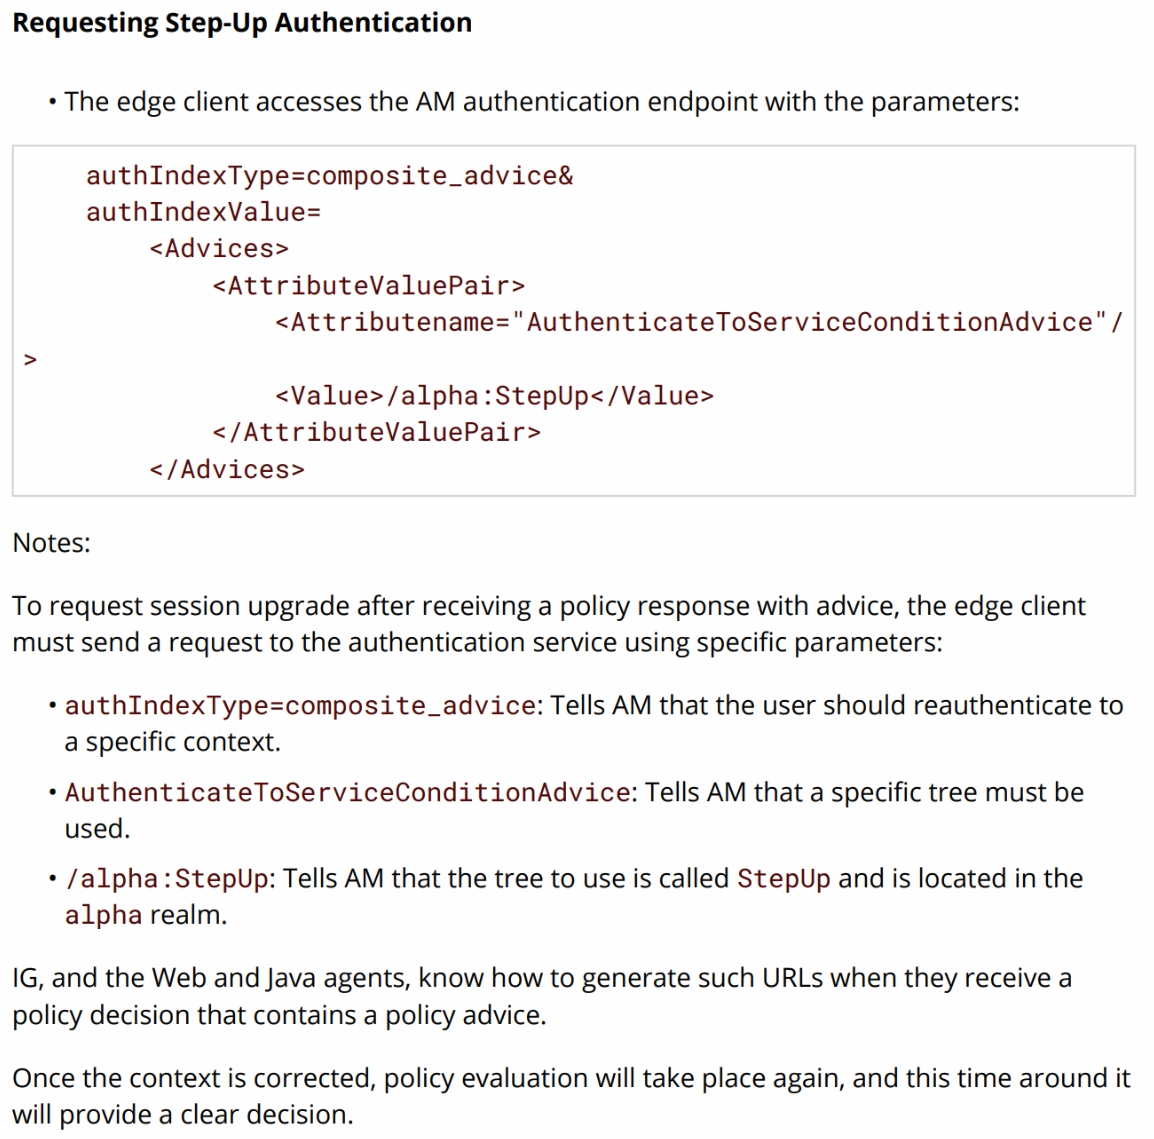 Requesting Step-Up Authentication
• The edge client accesses the AM authentication endpoint with the parameters:
authIndexType=composite_advice&
authIndexValue=
<Advices>
<AttributeValuePair>
<Attributename="AuthenticateToServiceConditionAdvice"/
>
<Value>/alpha:StepUp</Value>
</AttributeValuePair>
</Advices>
Notes:
To request session upgrade after receiving a policy response with advice, the edge client
must send a request to the authentication service using specific parameters:
• authIndexType=composite_advice: Tells AM that the user should reauthenticate to
a specific context.
• AuthenticateToServiceConditionAdvice: Tells AM that a specific tree must be
used.
• /alpha:StepUp: Tells AM that the tree to use is called StepUp and is located in the
alpha realm.
IG, and the Web and Java agents, know how to generate such URLs when they receive a
policy decision that contains a policy advice.
Once the context is corrected, policy evaluation will take place again, and this time around it
will provide a clear decision.